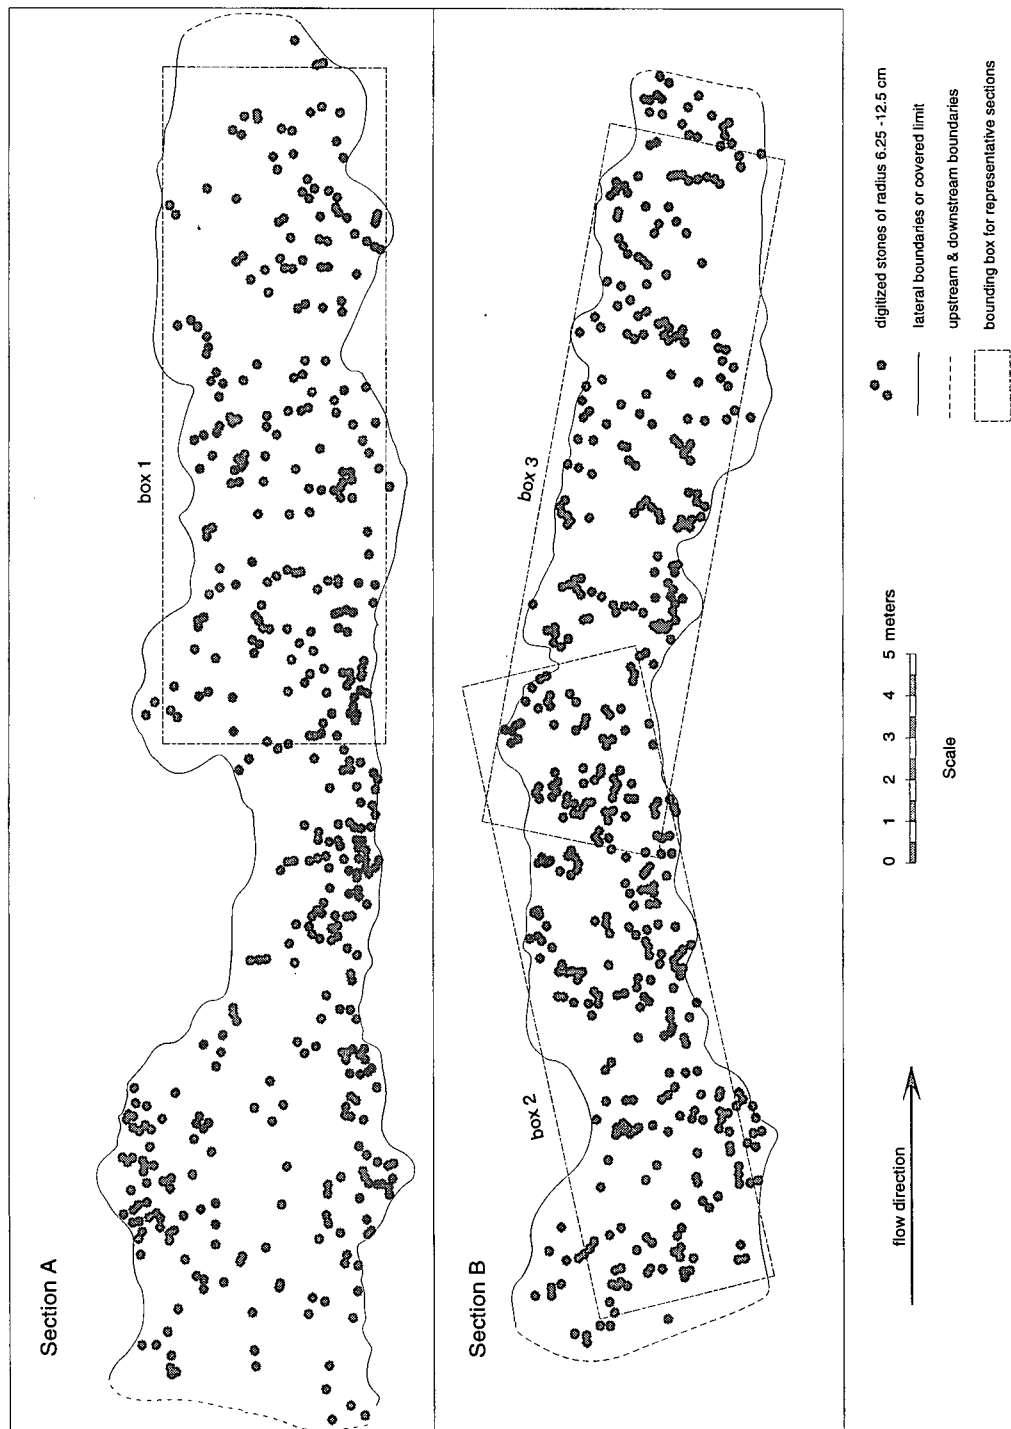 Section A
box 1
Section B
box 2
box 3
digitized stones of radius 6.25 -12.5 cm
lateral boundaries or covered limit
upstream & downstream boundaries
bounding box for representative sections
0 1 2 3 4 5 meters
Scale
flow direction